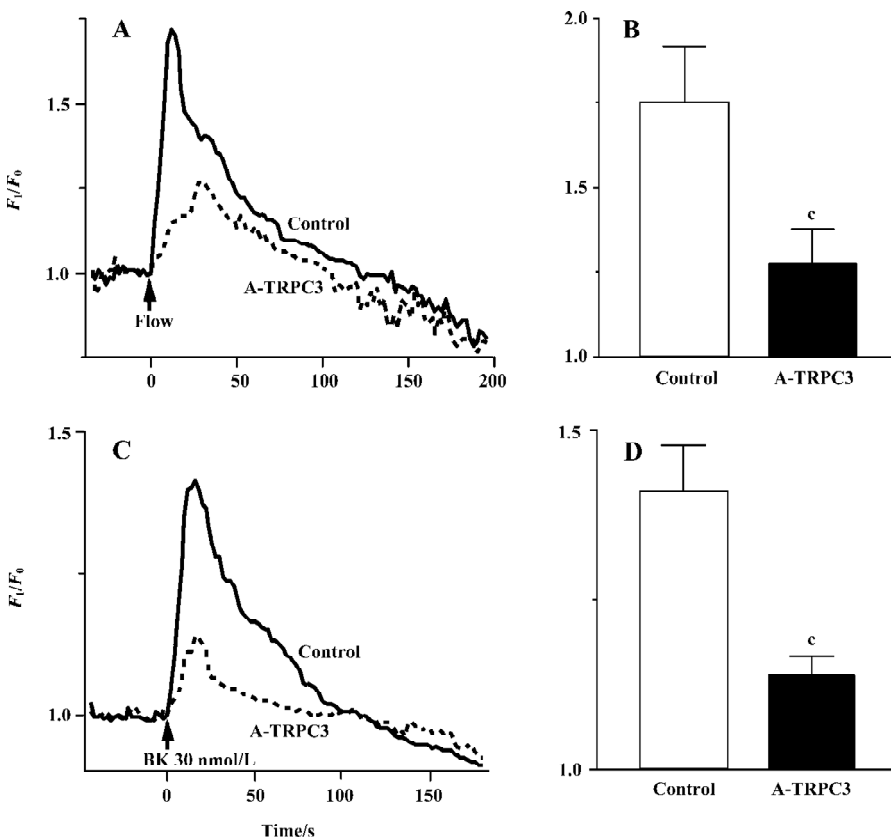 A
1.5
1.0
F1/F0
Control
A-TRPC3
Flow
0 50 100 150 200
B
2.0
1.5
1.0
c
Control A-TRPC3
C
1.5
1.0
F1/F0
Control
A-TRPC3
BK 30 nmol/L
0 50 100 150
Time/s
D
1.5
1.0
c
Control A-TRPC3